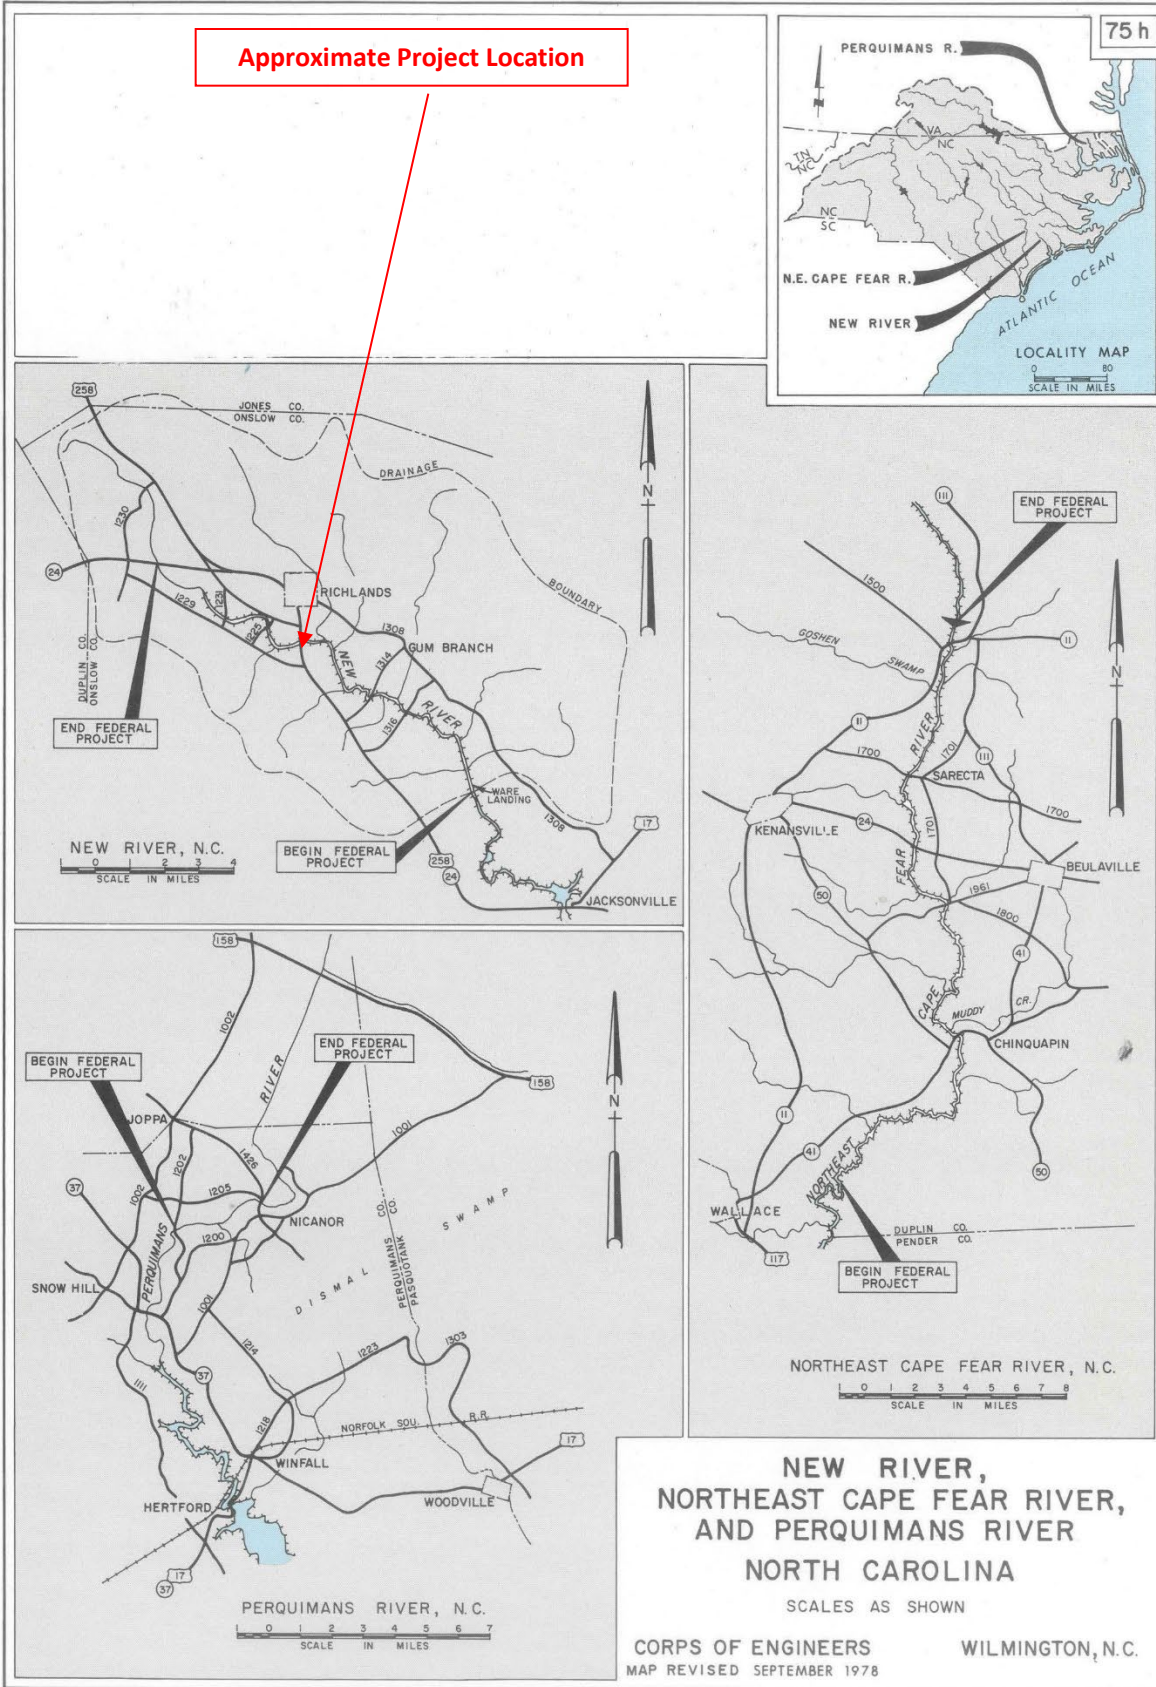 Approximate Project Location
75 h
PERQUIMANS R.
VA
NC
TN
NC
NC
SC
N.E. CAPE FEAR R.
NEW RIVER
ATLANTIC OCEAN
LOCALITY MAP
0 80
SCALE IN MILES
258
JONES CO.
ONSLOW CO.
DRAINAGE
BOUNDARY
N
1230
24
1229
1231
1225
RICHLANDS
1308
GUM BRANCH
1314
1316
NEW
RIVER
DUPLIN CO.
ONSLOW CO.
END FEDERAL
PROJECT
WARE
LANDING
BEGIN FEDERAL
PROJECT
1308
17
258
24
JACKSONVILLE
NEW RIVER, N.C.
1 0 1 2 3 4
SCALE IN MILES
111
END FEDERAL
PROJECT
1500
GOSHEN
SWAMP
11
N
11
RIVER
1700
1701
111
SARECTA
1700
KENANSVILLE
24
1701
FEAR
BEULAVILLE
1961
50
1800
41
CAPE
MUDDY
CR.
CHINQUAPIN
11
41
50
NORTHEAST
WALLACE
DUPLIN CO.
PENDER CO.
117
BEGIN FEDERAL
PROJECT
NORTHEAST CAPE FEAR RIVER, N.C.
1 0 1 2 3 4 5 6 7 8
SCALE IN MILES
158
1002
RIVER
END FEDERAL
PROJECT
BEGIN FEDERAL
PROJECT
158
N
JOPPA
1426
1001
1202
37
1002
1205
NICANOR
1200
PERQUIMANS
SNOW HILL
PERQUIMANS CO.
PASQUOTANK CO.
DISMAL SWAMP
1001
1214
1223
1303
37
1111
1218
NORFOLK SOU. R.R.
WINFALL
17
WOODVILLE
HERTFORD
17
37
PERQUIMANS RIVER, N.C.
1 0 1 2 3 4 5 6 7
SCALE IN MILES
NEW RIVER,
NORTHEAST CAPE FEAR RIVER,
AND PERQUIMANS RIVER
NORTH CAROLINA
SCALES AS SHOWN
CORPS OF ENGINEERS WILMINGTON, N.C.
MAP REVISED SEPTEMBER 1978